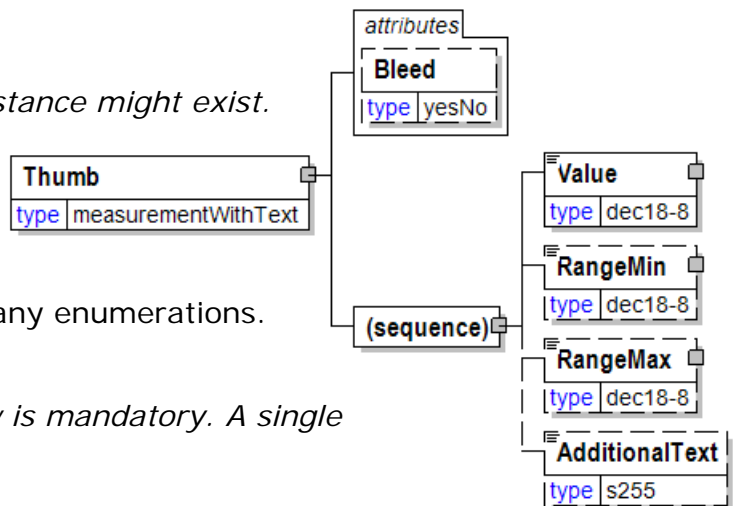 attributes
Bleed
type yesNo
stance might exist.
Thumb
type measurementWithText
Value
type dec18-8
RangeMin
type dec18-8
any enumerations.
(sequence)
RangeMax
type dec18-8
is mandatory. A single
AdditionalText
type s255